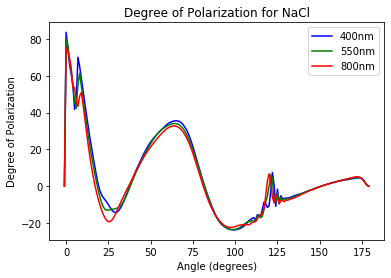 Degree of Polarization for NaCl
400nm
550nm
800nm
Degree of Polarization
80
60
40
20
0
−20
0
25
50
75
100
125
150
175
Angle (degrees)